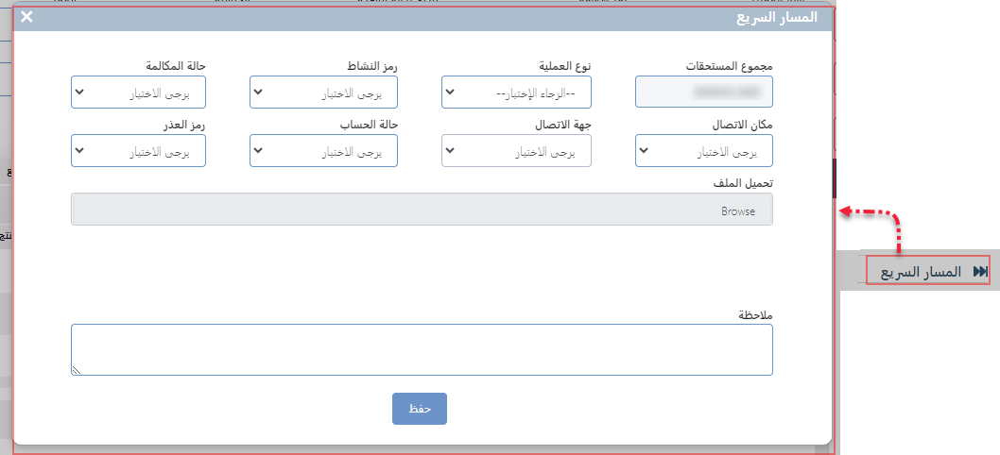 المسار السريع
مجموع المستحقات
نوع العملية
رمز النشاط
حالة المكالمة
--الرجاء الإختيار--
يرجى الاختيار
يرجى الاختيار
مكان الاتصال
جهة الاتصال
حالة الحساب
رمز العذر
يرجى الاختيار
يرجى الاختيار
يرجى الاختيار
يرجى الاختيار
تحميل الملف
Browse
المسار السريع
ملاحظة
حفظ